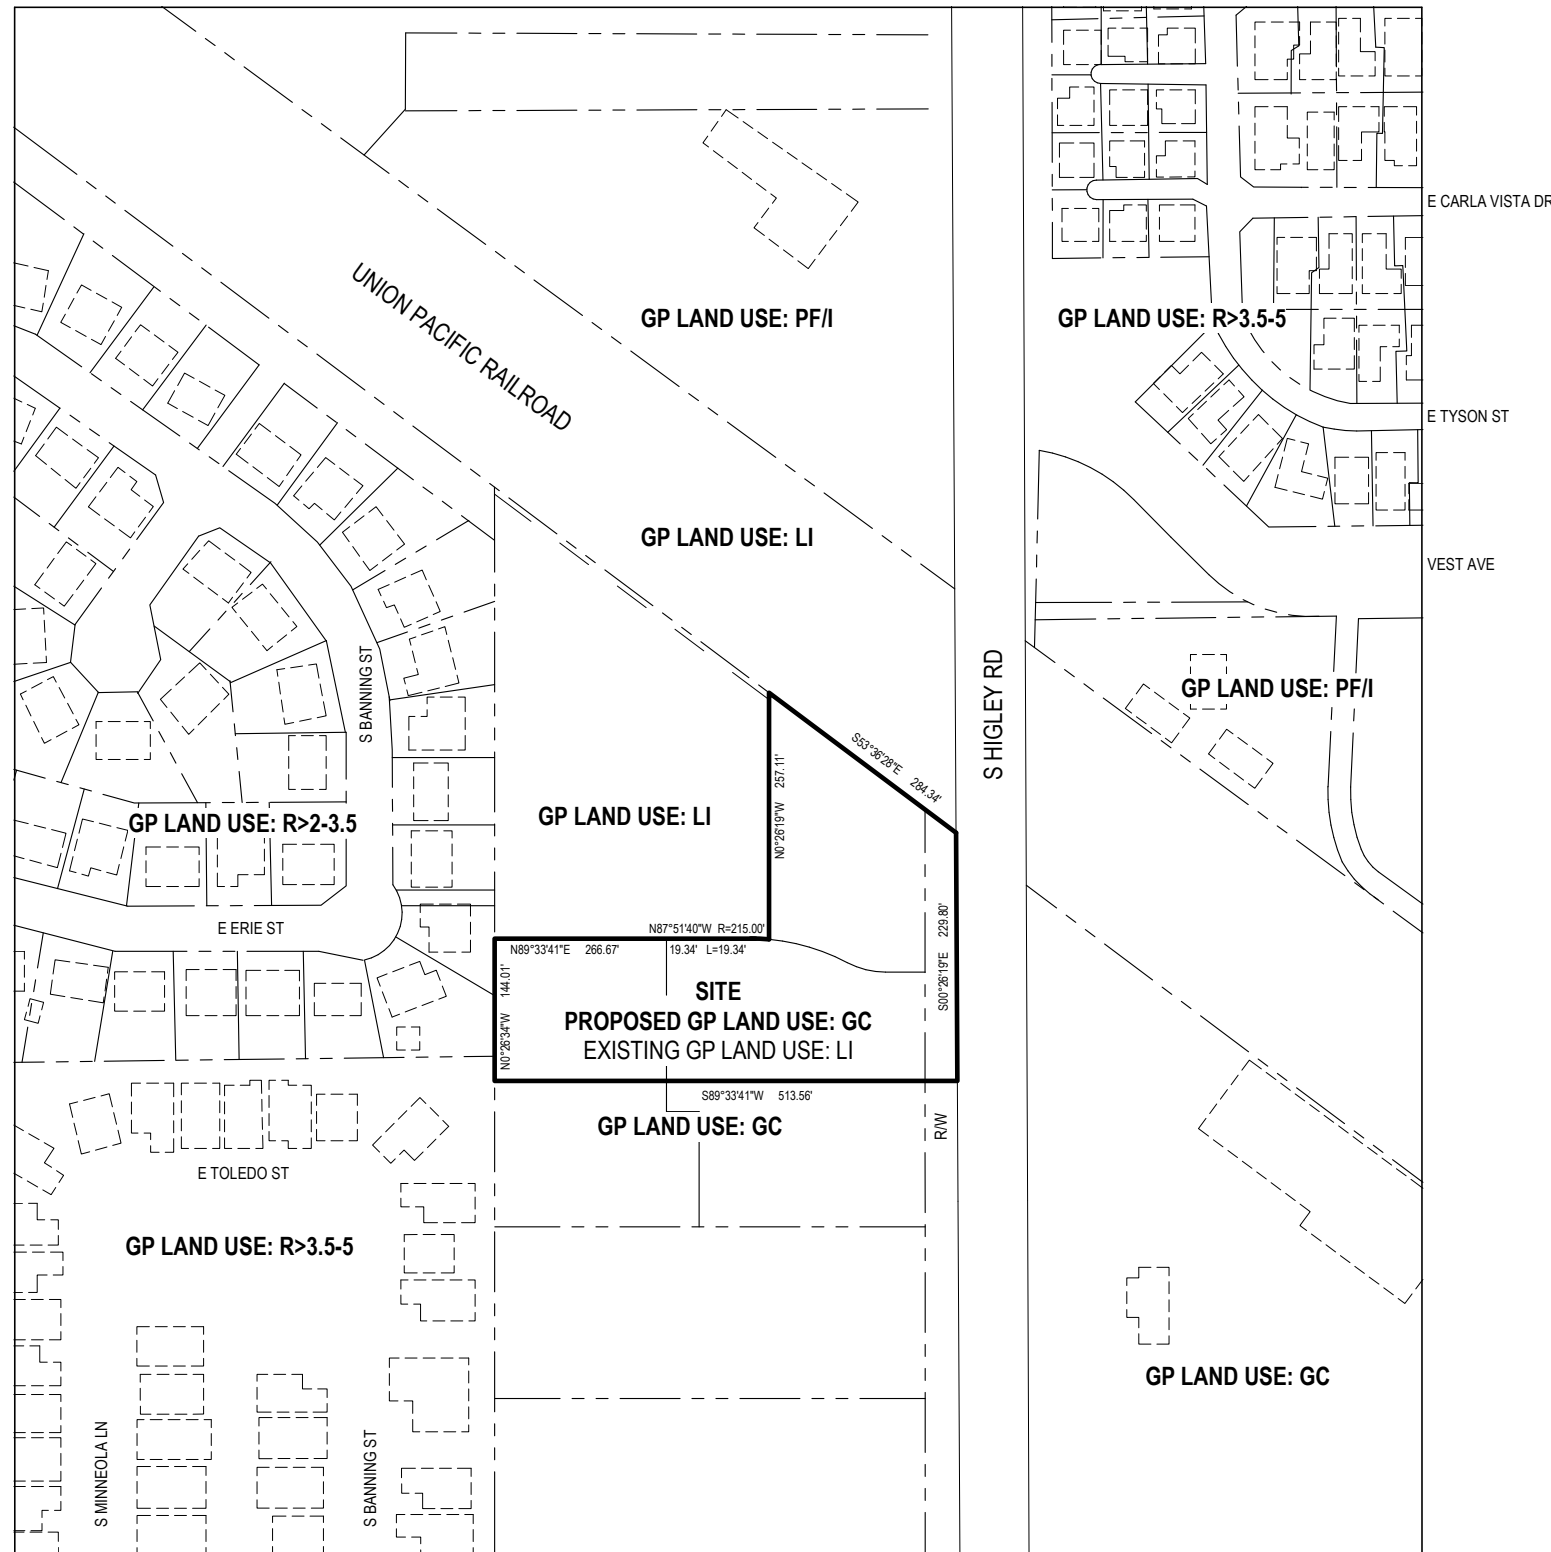 E CARLA VISTA DR
UNION PACIFIC RAILROAD
GP LAND USE: PF/I
GP LAND USE: R>3.5-5
E TYSON ST
GP LAND USE: LI
VEST AVE
S BANNING ST
S HIGLEY RD
GP LAND USE: PF/I
S53°36'28"E 284.34'
N0°26'19"W 257.11'
GP LAND USE: LI
GP LAND USE: R>2-3.5
E ERIE ST
N87°51'40"W R=215.00'
N89°33'41"E 266.67'
19.34' L=19.34'
S00°26'19"E 229.80'
N0°26'34"W 144.01'
SITE
PROPOSED GP LAND USE: GC
EXISTING GP LAND USE: LI
S89°33'41"W 513.56'
GP LAND USE: GC
R/W
E TOLEDO ST
GP LAND USE: R>3.5-5
GP LAND USE: GC
S MINNEOLA LN
S BANNING ST